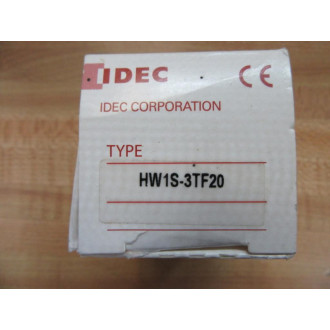 IDEC CE
IDEC CORPORATION
TYPE
HW1S-3TF20